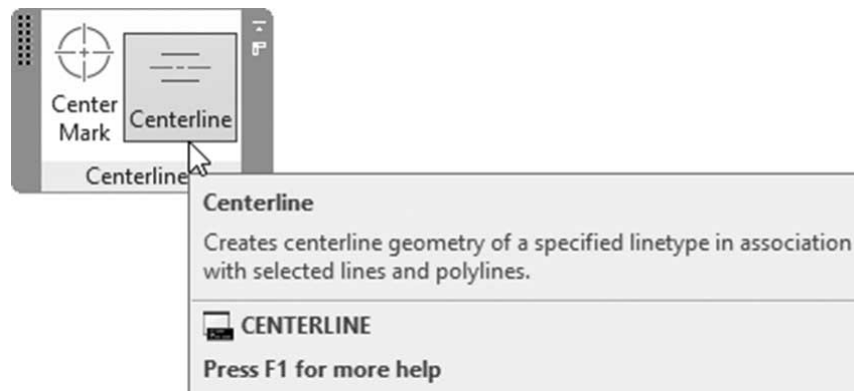 Center
Mark
Centerline
Centerline
Centerline
Creates centerline geometry of a specified linetype in association
with selected lines and polylines.
CENTERLINE
Press F1 for more help